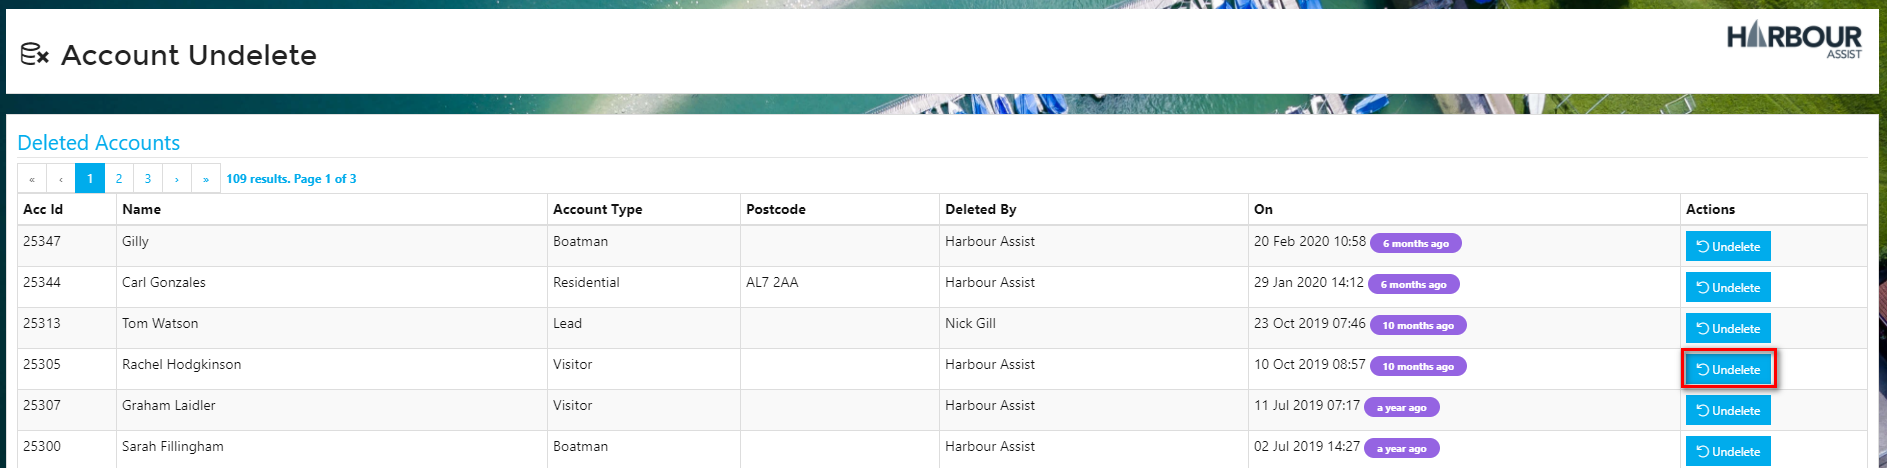 Account Undelete
HARBOUR
ASSIST
Deleted Accounts
« ‹ 1 2 3 › » 109 results. Page 1 of 3
Acc Id Name Account Type Postcode Deleted By On Actions
25347 Gilly Boatman Harbour Assist 20 Feb 2020 10:58 6 months ago Undelete
25344 Carl Gonzales Residential AL7 2AA Harbour Assist 29 Jan 2020 14:12 6 months ago Undelete
25313 Tom Watson Lead Nick Gill 23 Oct 2019 07:46 10 months ago Undelete
25305 Rachel Hodgkinson Visitor Harbour Assist 10 Oct 2019 08:57 10 months ago Undelete
25307 Graham Laidler Visitor Harbour Assist 11 Jul 2019 07:17 a year ago Undelete
25300 Sarah Fillingham Boatman Harbour Assist 02 Jul 2019 14:27 a year ago Undelete